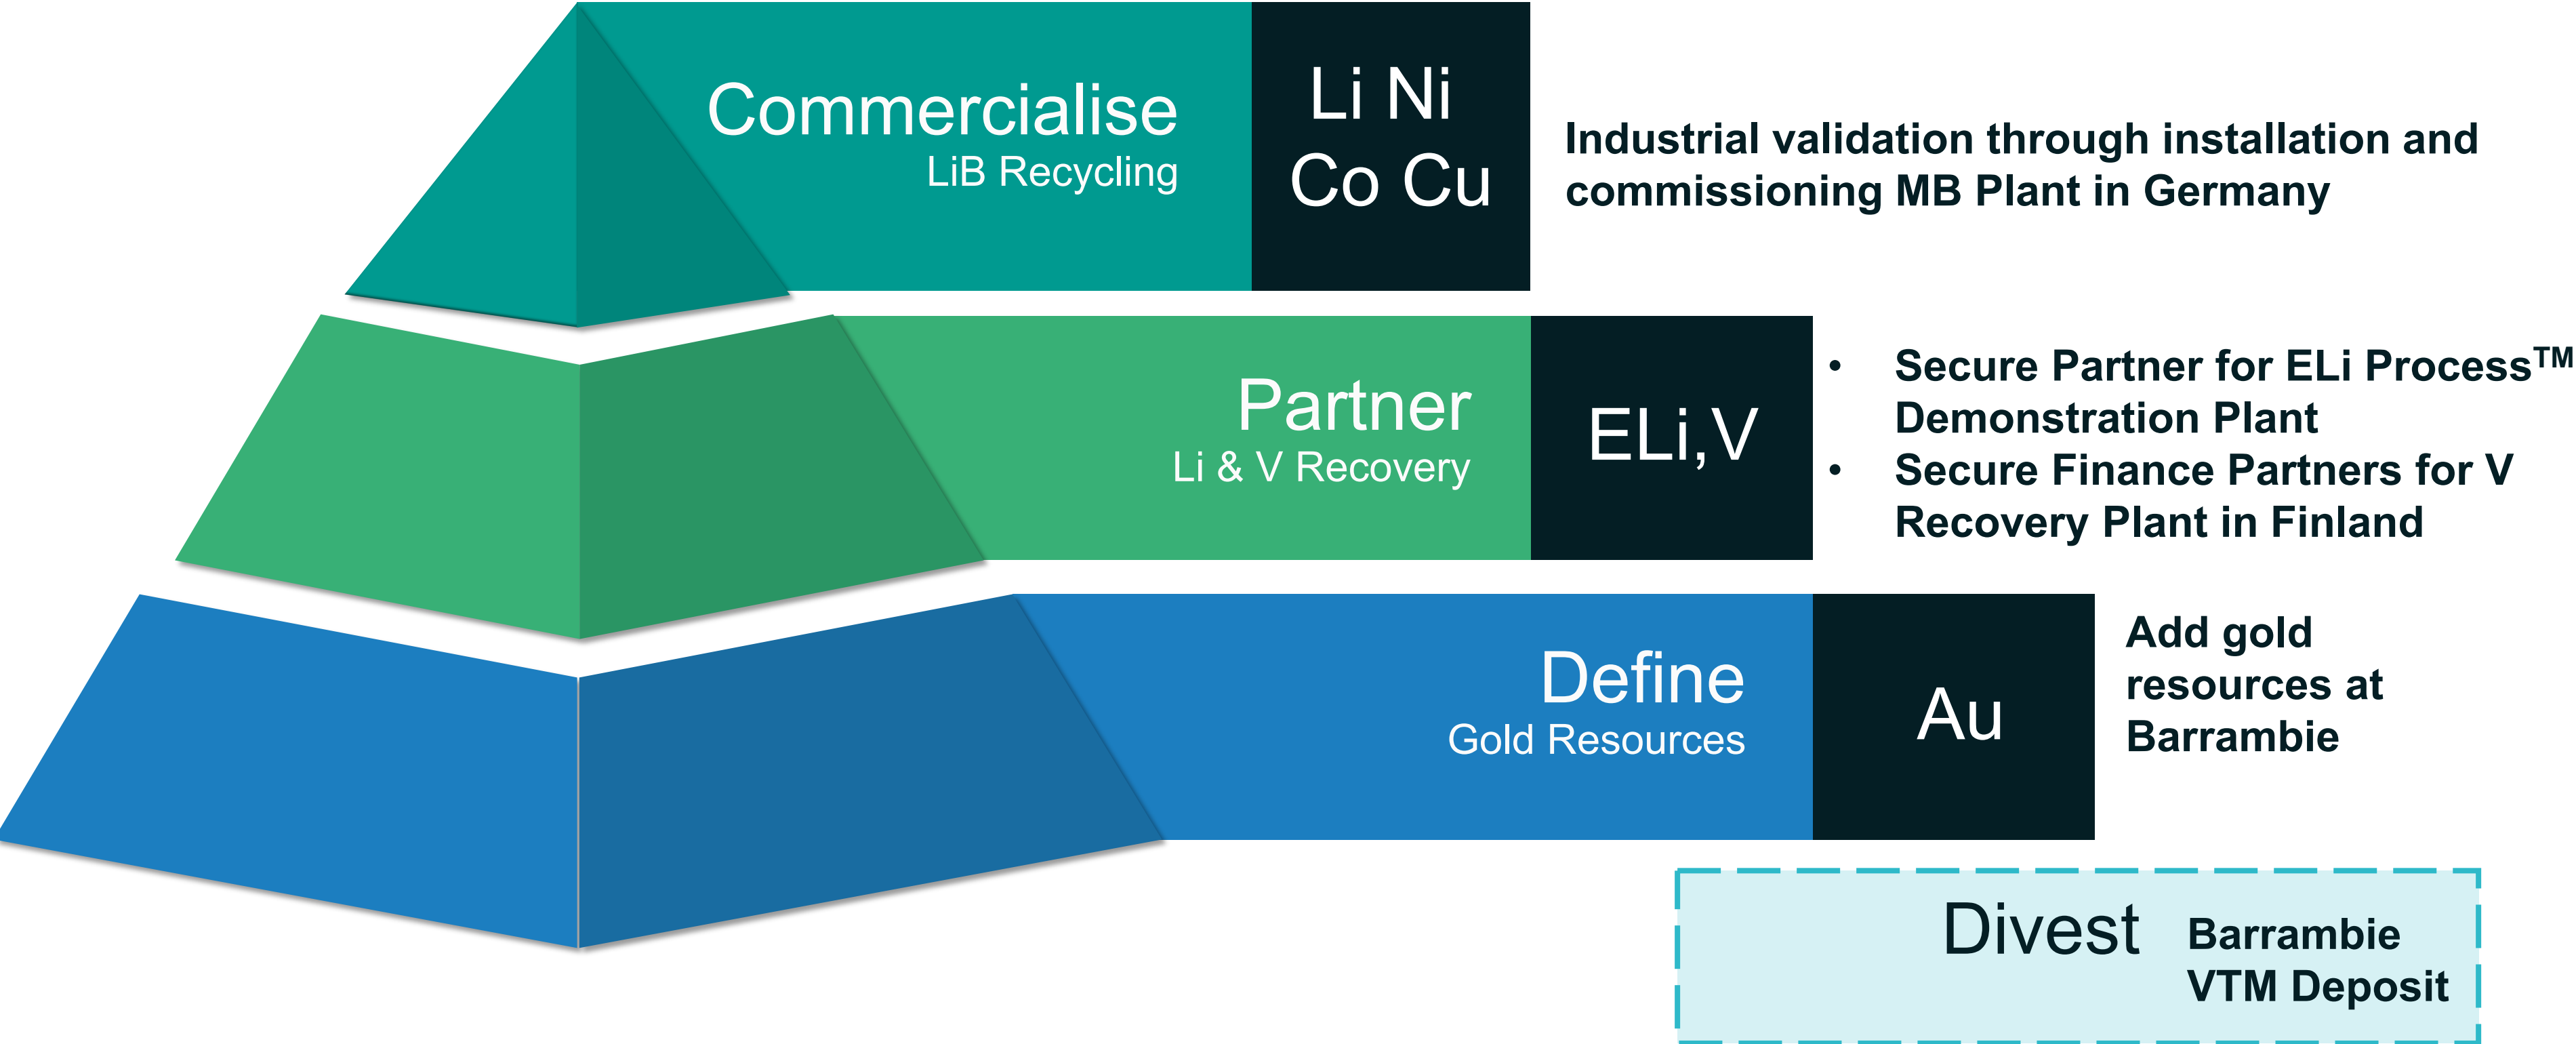 Commercialise
LiB Recycling
Li Ni
Co Cu
Industrial validation through installation and
commissioning MB Plant in Germany
Partner
Li & V Recovery
ELi,V
• Secure Partner for ELi Process™
Demonstration Plant
• Secure Finance Partners for V
Recovery Plant in Finland
Define
Gold Resources
Au
Add gold
resources at
Barrambie
Divest
Barrambie
VTM Deposit